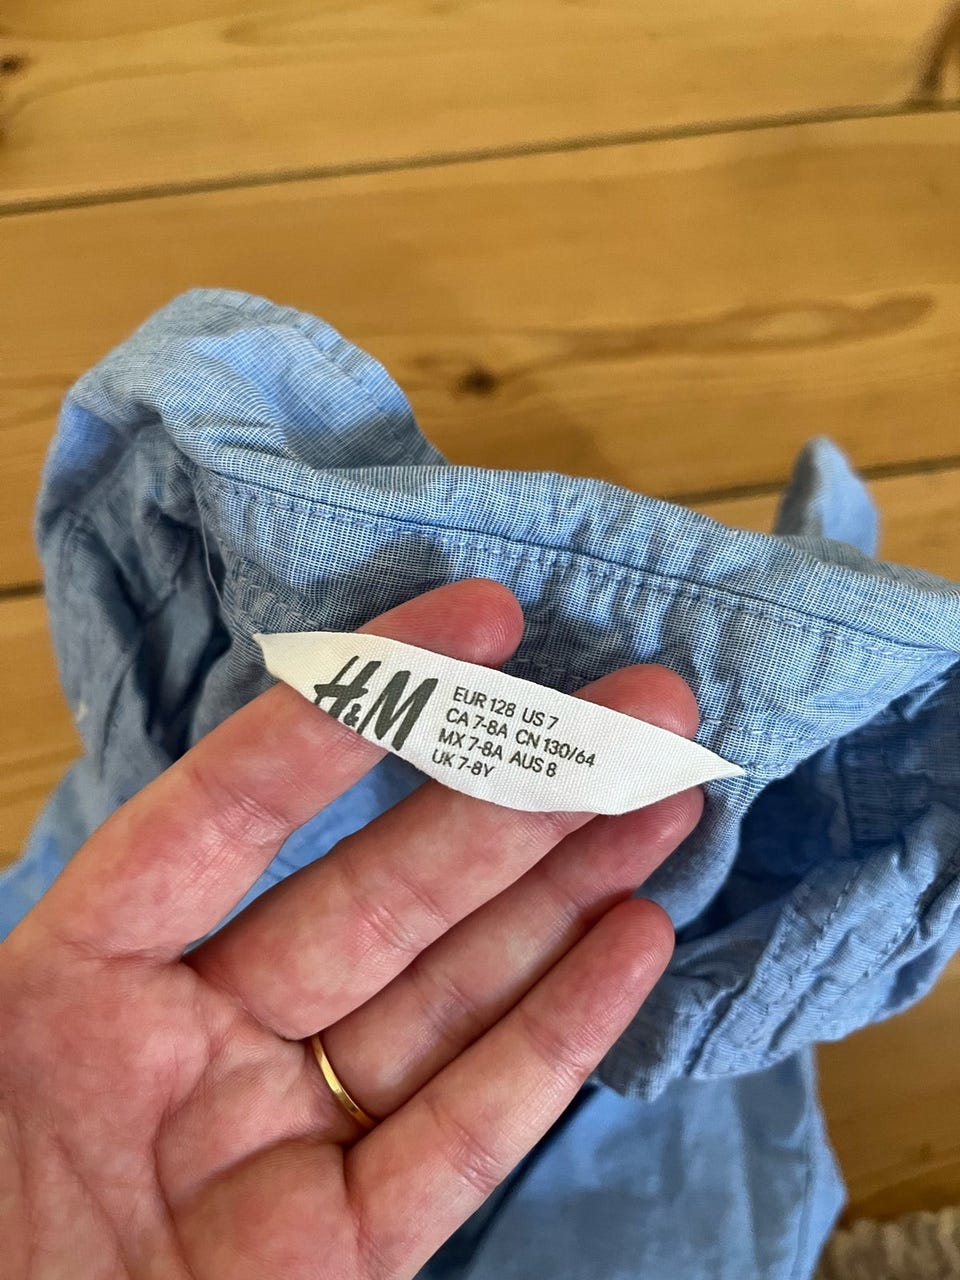 H&M
EUR 128 US 7
CA 7-8A CN 130/64
MX 7-8A AUS 8
UK 7-8Y